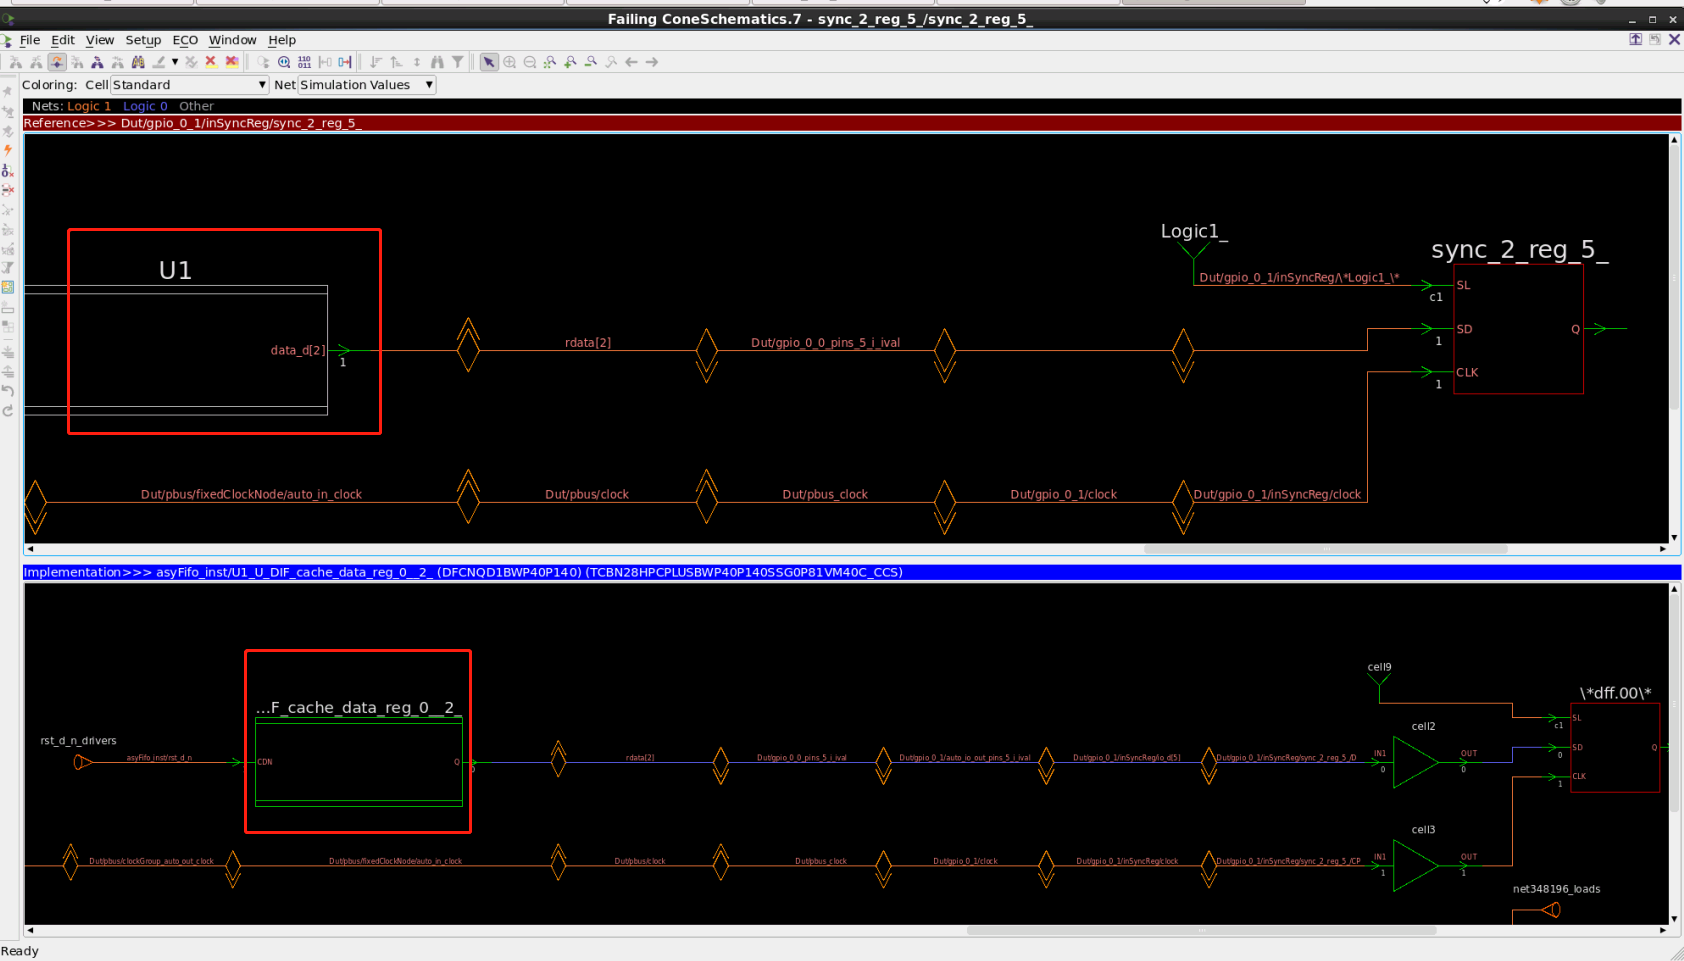 Failing ConeSchematics.7 - sync_2_reg_5_/sync_2_reg_5_
File Edit View Setup ECO Window Help
Coloring: Cell Standard Net Simulation Values
Nets: Logic 1 Logic 0 Other
Reference>>> Dut/gpio_0_1/inSyncReg/sync_2_reg_5_
Logic1_
sync_2_reg_5_
U1
Dut/gpio_0_1/inSyncReg/\*Logic1_\*
SL
c1
SD
Q
rdata[2]
Dut/gpio_0_0_pins_5_i_ival
data_d[2]
1
1
CLK
1
Dut/pbus/fixedClockNode/auto_in_clock
Dut/pbus/clock
Dut/pbus_clock
Dut/gpio_0_1/clock
Dut/gpio_0_1/inSyncReg/clock
Implementation>>> asyFifo_inst/U1_U_DIF_cache_data_reg_0__2_ (DFCNQD1BWP40P140) (TCBN28HPCPLUSBWP40P140SSG0P81VM40C_CCS)
cell9
\*dff.00\*
...F_cache_data_reg_0__2_
SL
c1
cell2
rst_d_n_drivers
asyFifo_inst/rst_d_n
CDN
Q
0
rdata[2]
Dut/gpio_0_0_pins_5_i_ival
Dut/gpio_0_1/auto_io_out_pins_5_i_ival
Dut/gpio_0_1/inSyncReg/io_d[5]
Dut/gpio_0_1/inSyncReg/sync_2_reg_5_/D
IN1
0
OUT
0
SD
0
Q
CLK
1
cell3
Dut/pbus/clockGroup_auto_out_clock
Dut/pbus/fixedClockNode/auto_in_clock
Dut/pbus/clock
Dut/pbus_clock
Dut/gpio_0_1/clock
Dut/gpio_0_1/inSyncReg/clock
Dut/gpio_0_1/inSyncReg/sync_2_reg_5_/CP
IN1
1
OUT
1
net348196_loads
Ready